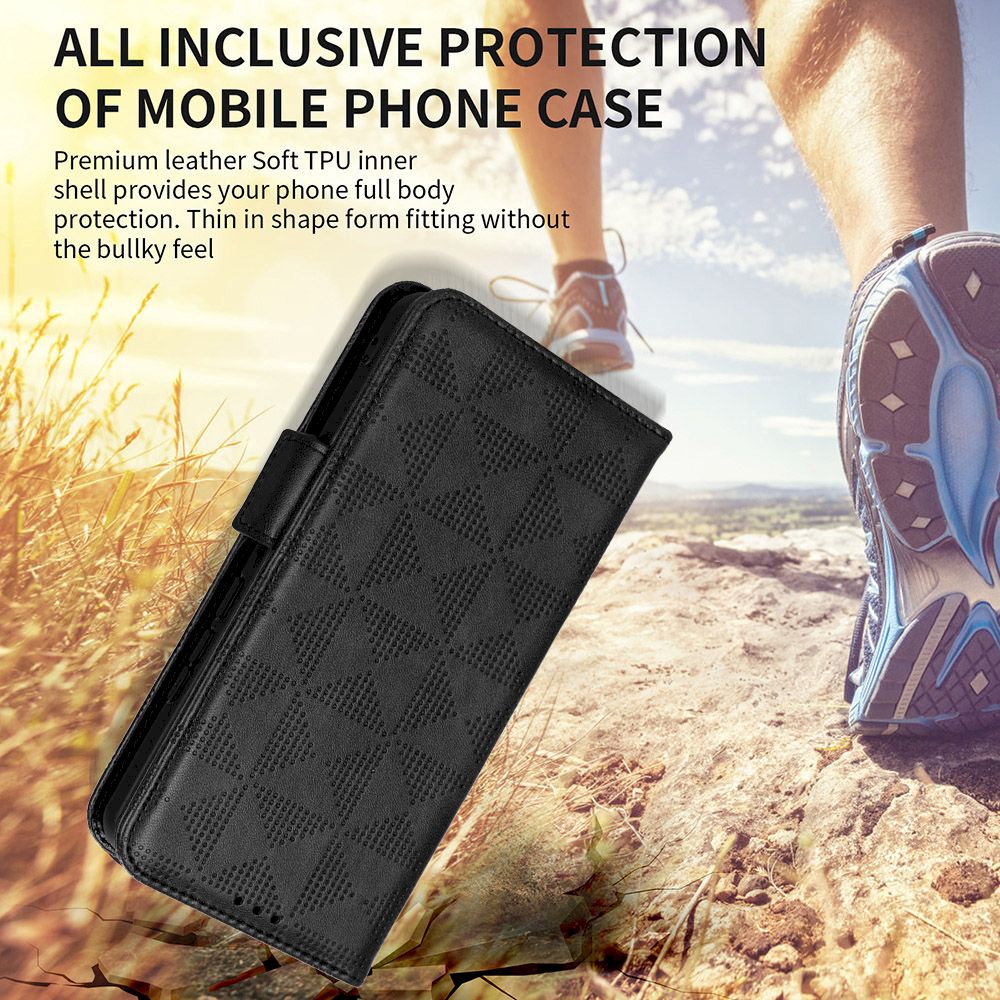 ALL INCLUSIVE PROTECTION
OF MOBILE PHONE CASE
Premium leather Soft TPU inner
shell provides your phone full body
protection. Thin in shape form fitting without
the bullky feel